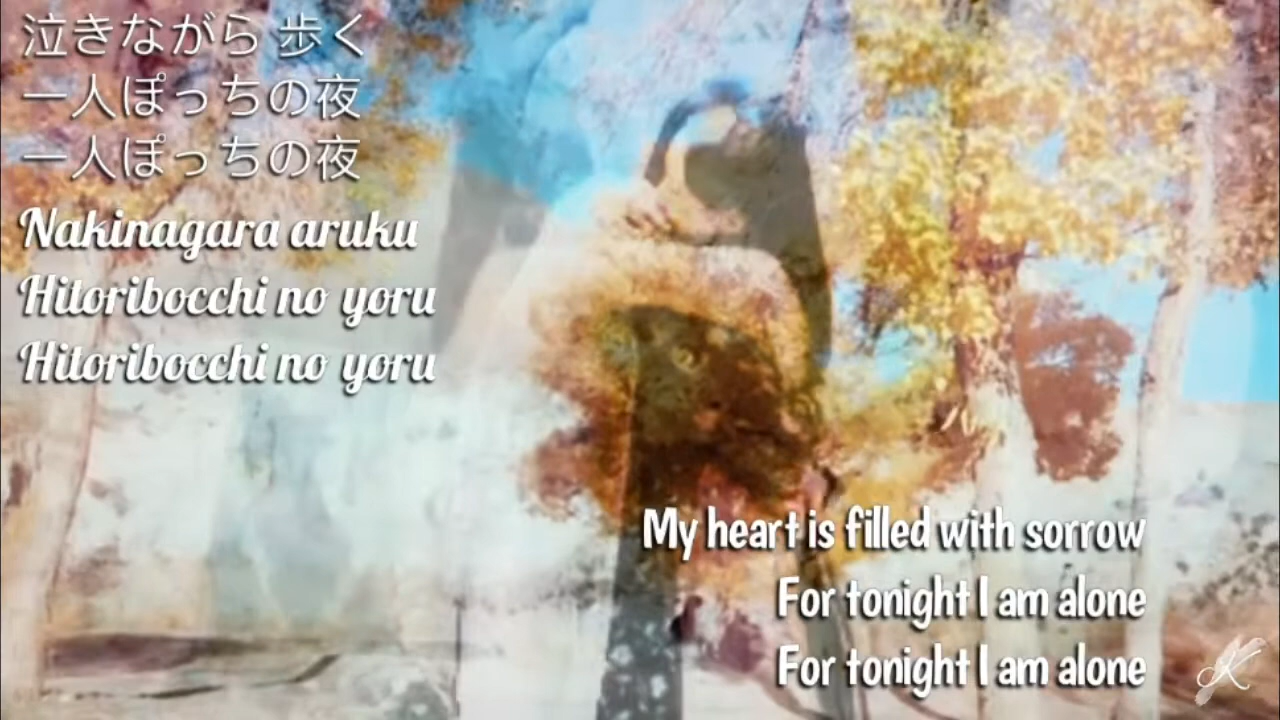 泣きながら 歩く
一人ぽっちの夜
一人ぽっちの夜
Nakinagara aruku
Hitoribocchi no yoru
Hitoribocchi no yoru
My heart is filled with sorrow
For tonight I am alone
For tonight I am alone
K